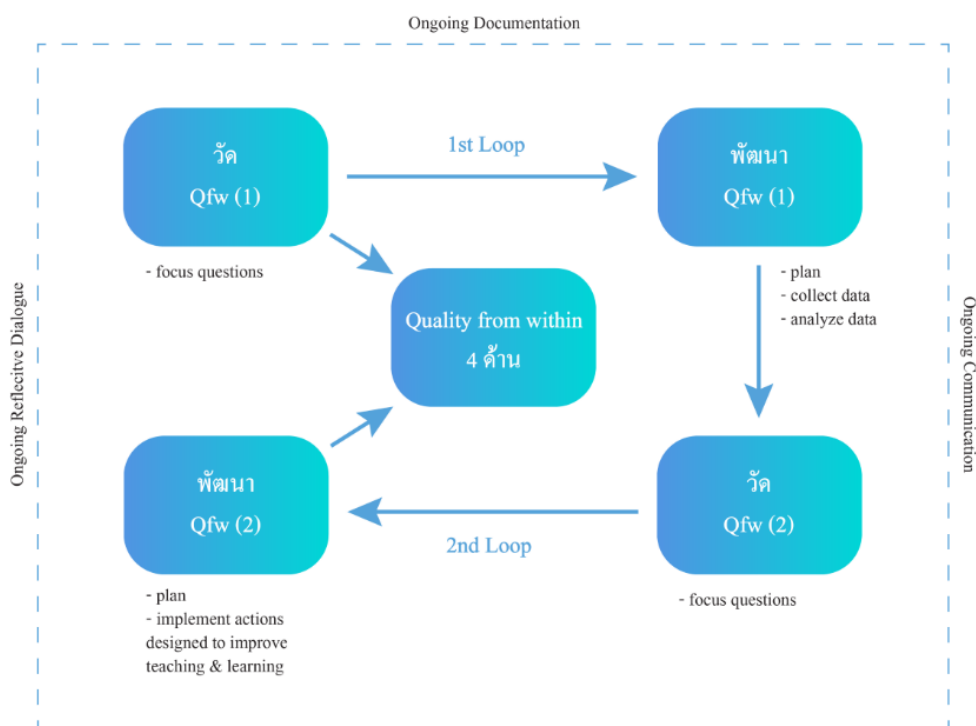 Ongoing Documentation
วัด
Qfw (1)
- focus questions
1st Loop
พัฒนา
Qfw (1)
- plan
- collect data
- analyze data
Quality from within
4 ด้าน
Ongoing Reflecitve Dialogue
Ongoing Communication
พัฒนา
Qfw (2)
- plan
- implement actions
designed to improve
teaching & learning
2nd Loop
วัด
Qfw (2)
- focus questions